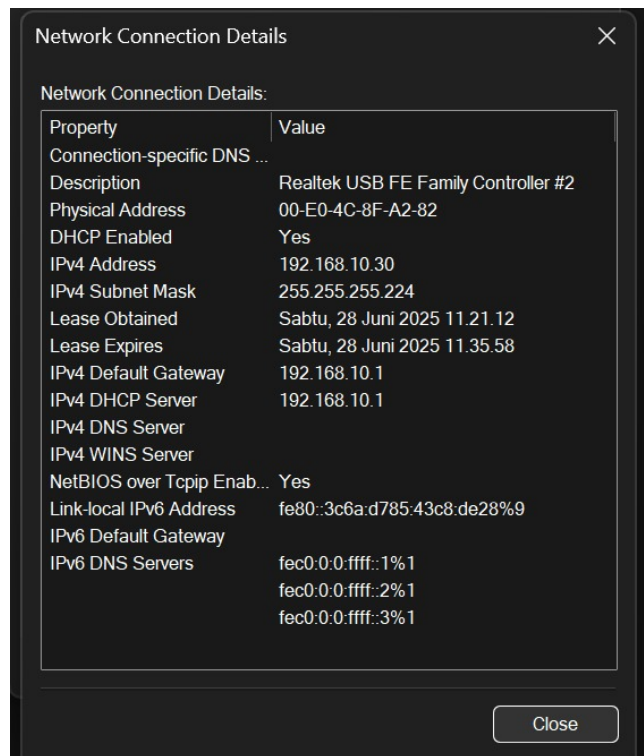 Network Connection Details
Network Connection Details:
Property Value
Connection-specific DNS ...
Description Realtek USB FE Family Controller #2
Physical Address 00-E0-4C-8F-A2-82
DHCP Enabled Yes
IPv4 Address 192.168.10.30
IPv4 Subnet Mask 255.255.255.224
Lease Obtained Sabtu, 28 Juni 2025 11.21.12
Lease Expires Sabtu, 28 Juni 2025 11.35.58
IPv4 Default Gateway 192.168.10.1
IPv4 DHCP Server 192.168.10.1
IPv4 DNS Server
IPv4 WINS Server
NetBIOS over Tcpip Enab... Yes
Link-local IPv6 Address fe80::3c6a:d785:43c8:de28%9
IPv6 Default Gateway
IPv6 DNS Servers fec0:0:0:ffff::1%1
fec0:0:0:ffff::2%1
fec0:0:0:ffff::3%1
Close